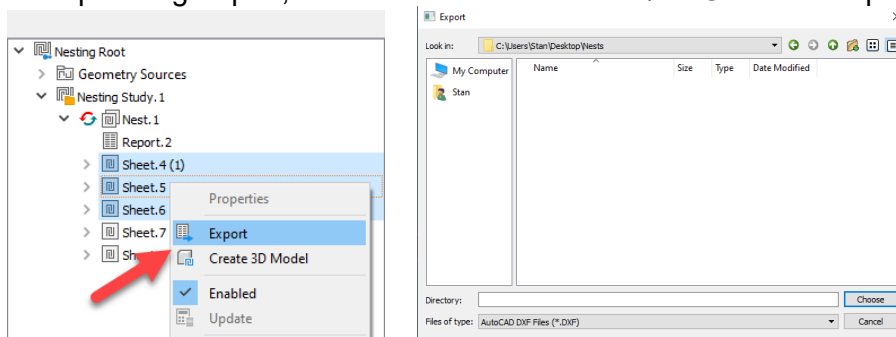 Nesting Root
Geometry Sources
Nesting Study.1
Nest.1
Report.2
Sheet.4 (1)
Sheet.5
Sheet.6
Sheet.7
Properties
Export
Create 3D Model
Enabled
Update
Export
Look in: C:\Users\Stan\Desktop\Nests
My Computer
Stan
Name Size Type Date Modified
Directory: Choose
Files of type: AutoCAD DXF Files (*.DXF) Cancel